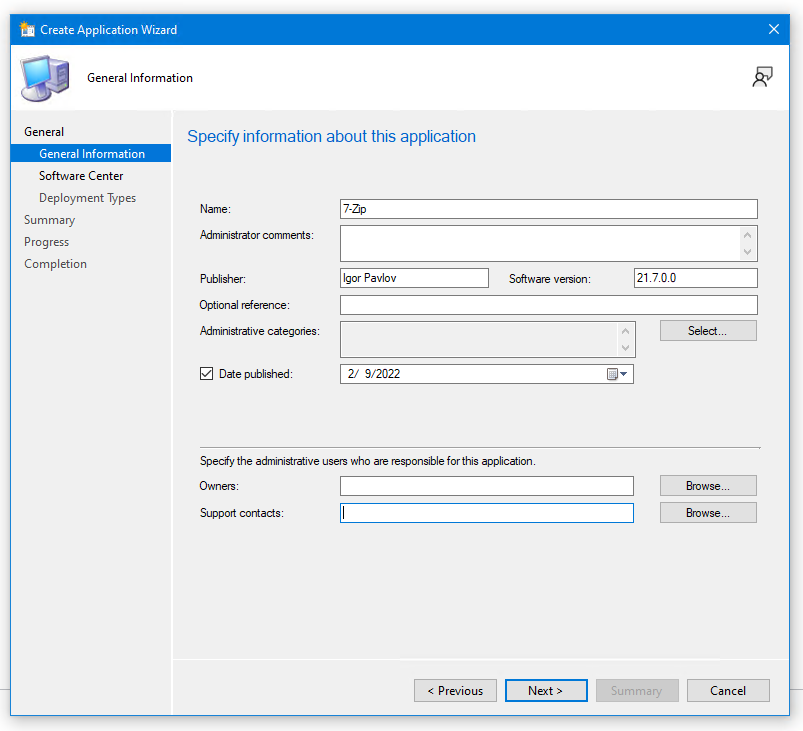 Create Application Wizard
General Information
General
General Information
Software Center
Deployment Types
Summary
Progress
Completion
Specify information about this application
Name: 7-Zip
Administrator comments:
Publisher: Igor Pavlov Software version: 21.7.0.0
Optional reference:
Administrative categories: Select...
Date published: 2/ 9/2022
Specify the administrative users who are responsible for this application.
Owners: Browse...
Support contacts: Browse...
< Previous Next > Summary Cancel